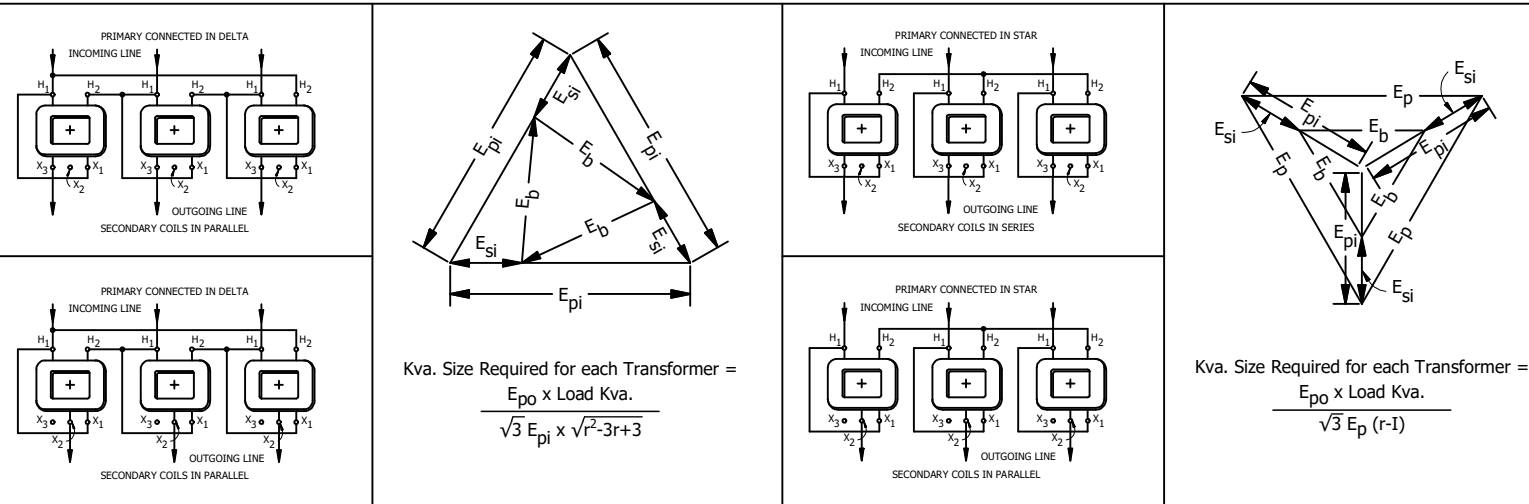 PRIMARY CONNECTED IN DELTA
INCOMING LINE
H1 H2 H1 H2 H1 H2
X3 X1 X3 X1 X3 X1
X2 X2 X2
OUTGOING LINE
SECONDARY COILS IN PARALLEL
PRIMARY CONNECTED IN DELTA
INCOMING LINE
H1 H2 H1 H2 H1 H2
X3 X1 X3 X1 X3 X1
X2 X2 X2
OUTGOING LINE
SECONDARY COILS IN PARALLEL
Esi
Epi
Epi
Eb
Eb
Eb
Esi
Esi
Epi
Kva. Size Required for each Transformer =
Epo x Load Kva.
√3 Epi x √r²-3r+3
PRIMARY CONNECTED IN STAR
INCOMING LINE
H1 H2 H1 H2 H1 H2
X3 X1 X3 X1 X3 X1
X2 X2 X2
OUTGOING LINE
SECONDARY COILS IN SERIES
PRIMARY CONNECTED IN STAR
INCOMING LINE
H1 H2 H1 H2 H1 H2
X3 X1 X3 X1 X3 X1
X2 X2 X2
OUTGOING LINE
SECONDARY COILS IN PARALLEL
Esi
Ep
Epi
Eb
Esi
Epi
Ep
Eb
Eb
Ep
Epi
Esi
Kva. Size Required for each Transformer =
Epo x Load Kva.
√3 Ep (r-I)